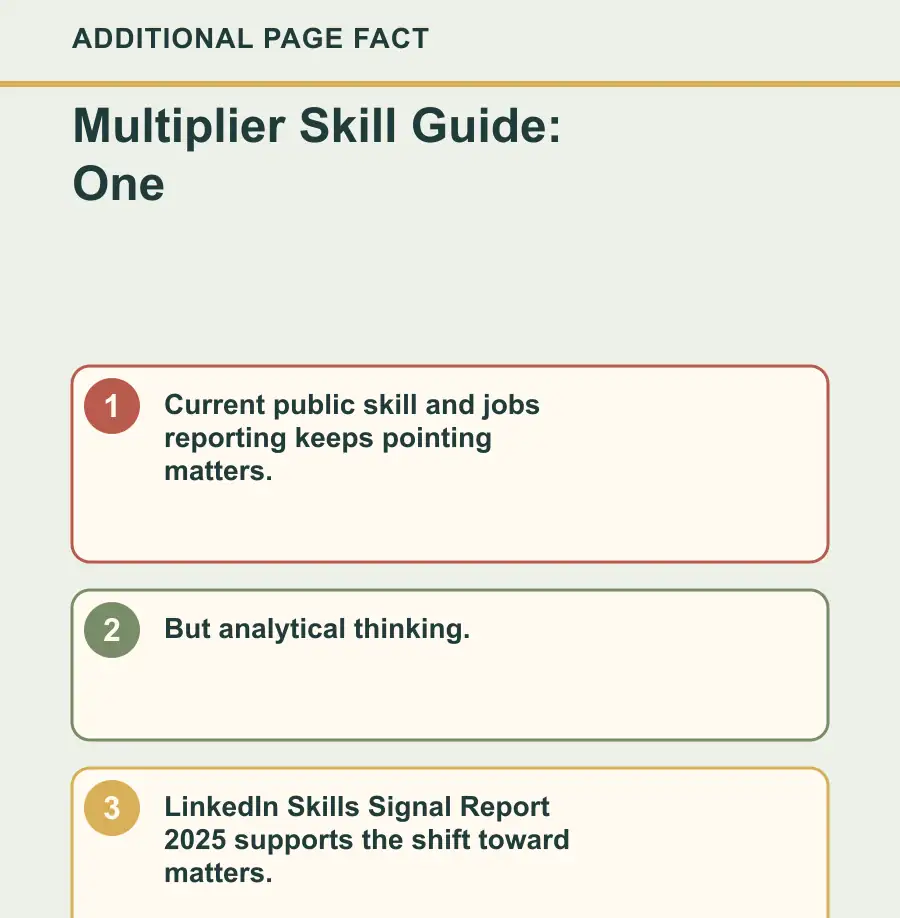 ADDITIONAL PAGE FACT
Multiplier Skill Guide:
One
1
Current public skill and jobs
reporting keeps pointing
matters.
2
But analytical thinking.
3
LinkedIn Skills Signal Report
2025 supports the shift toward
matters.